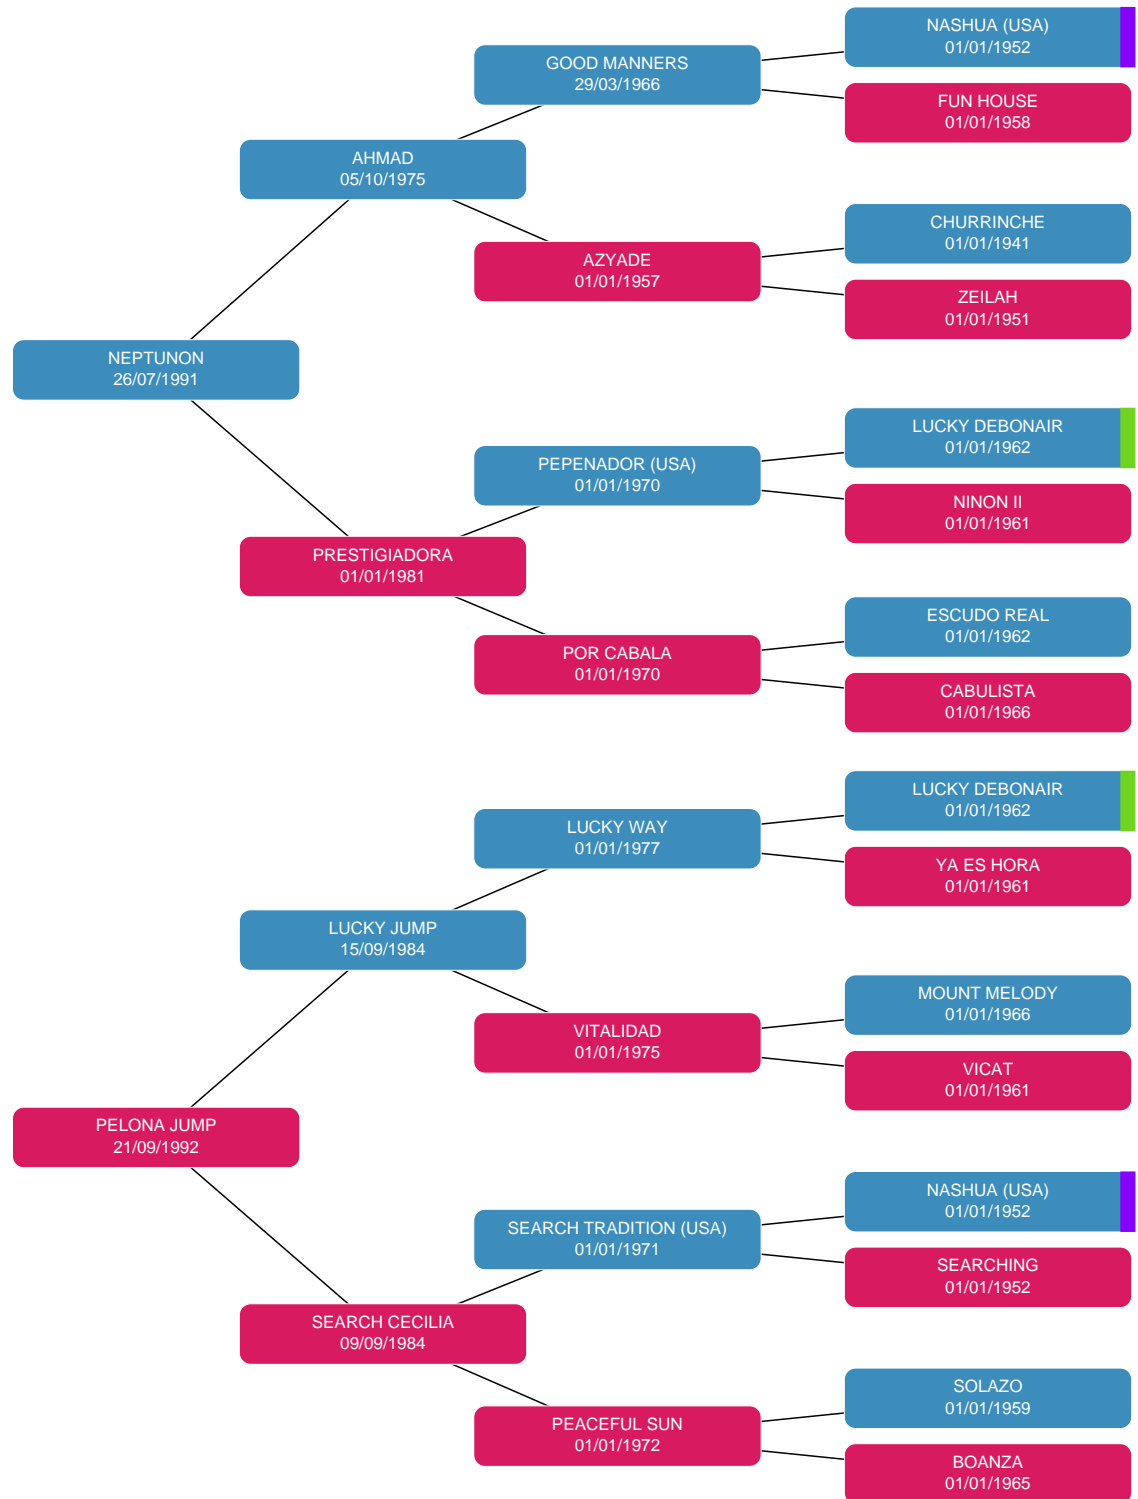 NASHUA (USA)
01/01/1952
GOOD MANNERS
29/03/1966
FUN HOUSE
01/01/1958
AHMAD
05/10/1975
CHURRINCHE
01/01/1941
AZYADE
01/01/1957
ZEILAH
01/01/1951
NEPTUNON
26/07/1991
LUCKY DEBONAIR
01/01/1962
PEPENADOR (USA)
01/01/1970
NINON II
01/01/1961
PRESTIGIADORA
01/01/1981
ESCUDO REAL
01/01/1962
POR CABALA
01/01/1970
CABULISTA
01/01/1966
LUCKY DEBONAIR
01/01/1962
LUCKY WAY
01/01/1977
YA ES HORA
01/01/1961
LUCKY JUMP
15/09/1984
MOUNT MELODY
01/01/1966
VITALIDAD
01/01/1975
VICAT
01/01/1961
PELONA JUMP
21/09/1992
NASHUA (USA)
01/01/1952
SEARCH TRADITION (USA)
01/01/1971
SEARCHING
01/01/1952
SEARCH CECILIA
09/09/1984
SOLAZO
01/01/1959
PEACEFUL SUN
01/01/1972
BOANZA
01/01/1965